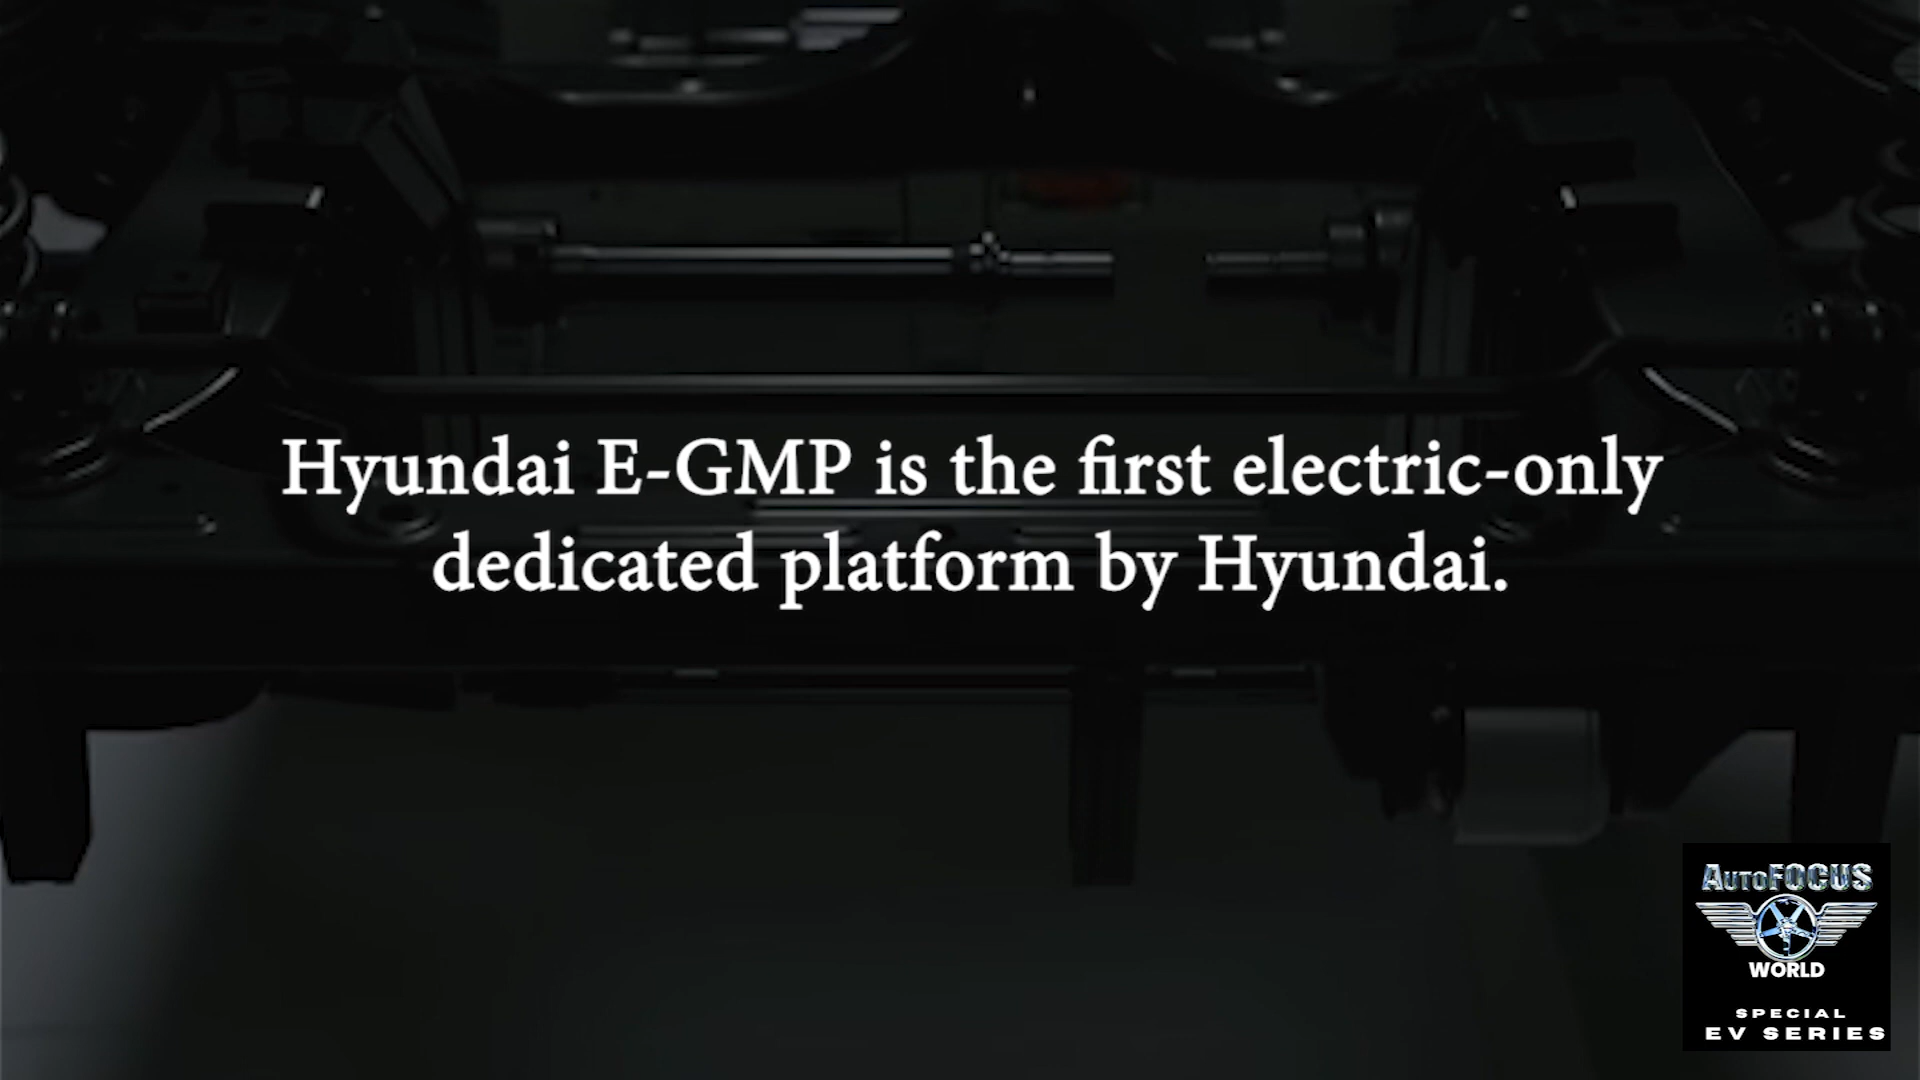 Hyundai E-GMP is the first electric-only
dedicated platform by Hyundai.
AutoFOCUS
WORLD
SPECIAL
EV SERIES